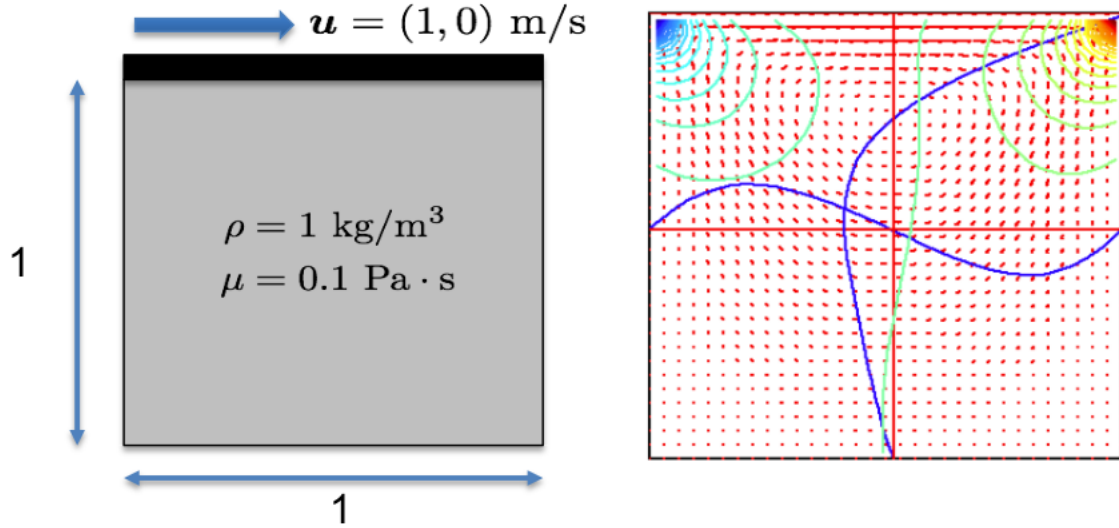 u = (1, 0) m/s
ρ = 1 kg/m³
μ = 0.1 Pa · s
1
1